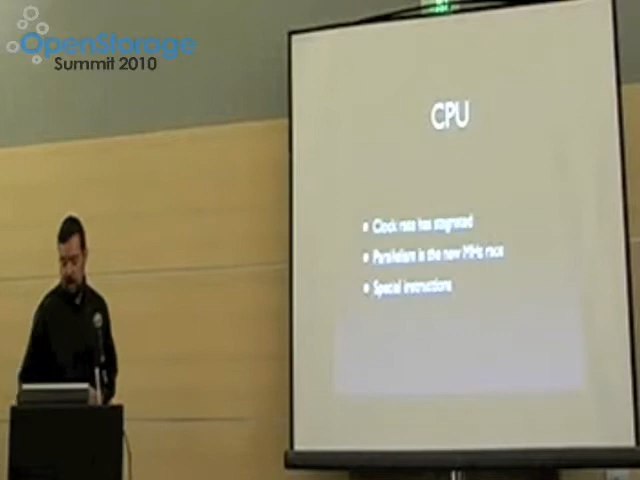 OpenStorage
Summit 2010
CPU
Clock rate has stagnated
Parallelism is the new MHz race
Special instructions